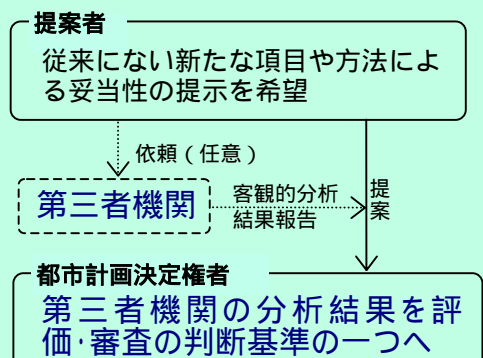 提案者
従来にない新たな項目や方法によ
る妥当性の提示を希望
依頼（任意）
第三者機関
客観的分析
結果報告
提
案
都市計画決定権者
第三者機関の分析結果を評
価･審査の判断基準の一つへ